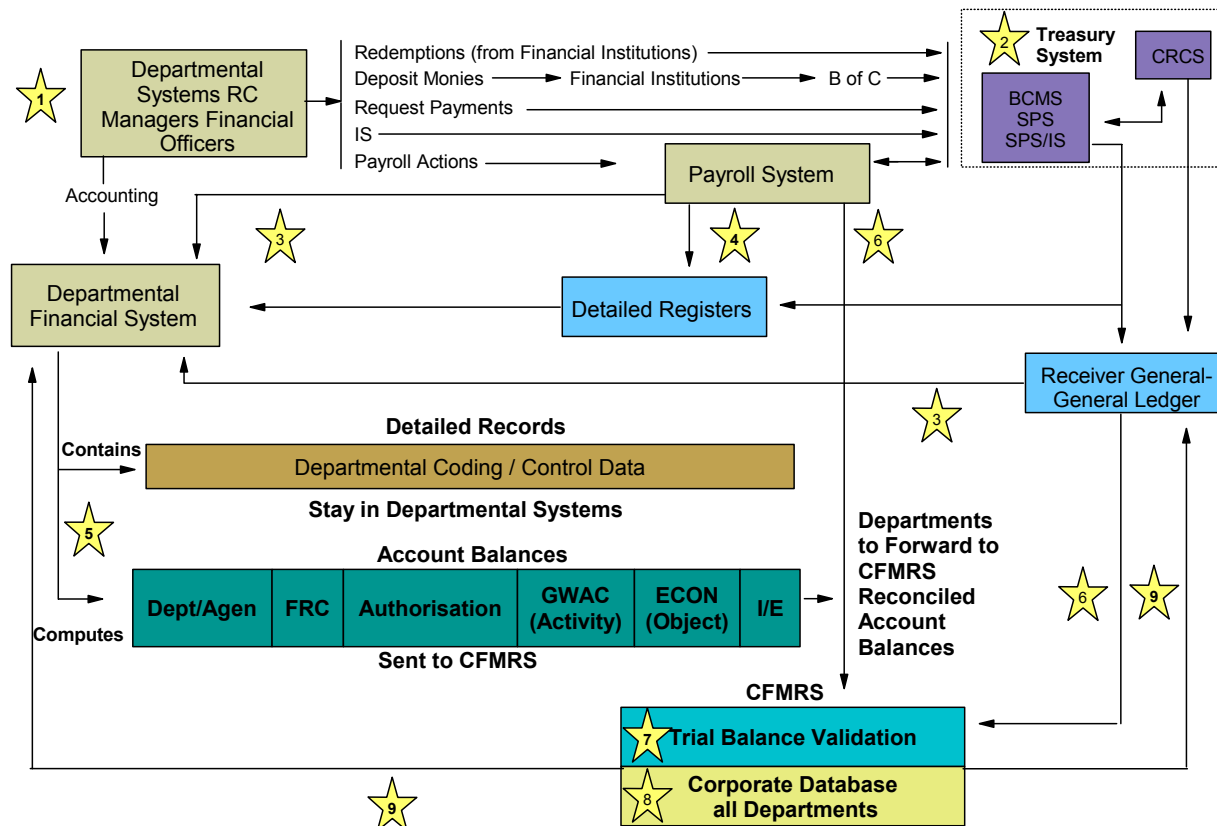 1
Departmental
Systems RC
Managers Financial
Officers
Redemptions (from Financial Institutions)
Deposit Monies
Financial Institutions
B of C
Request Payments
IS
Payroll Actions
2
Treasury
System
CRCS
BCMS
SPS
SPS/IS
Payroll System
Accounting
3
4
6
Departmental
Financial System
Detailed Registers
Receiver General-
General Ledger
3
Detailed Records
Contains
Departmental Coding / Control Data
Stay in Departmental Systems
5
Account Balances
Dept/Agen
FRC
Authorisation
GWAC
(Activity)
ECON
(Object)
I/E
Computes
Sent to CFMRS
Departments
to Forward to
CFMRS
Reconciled
Account
Balances
6
9
CFMRS
7
Trial Balance Validation
8
Corporate Database
all Departments
9